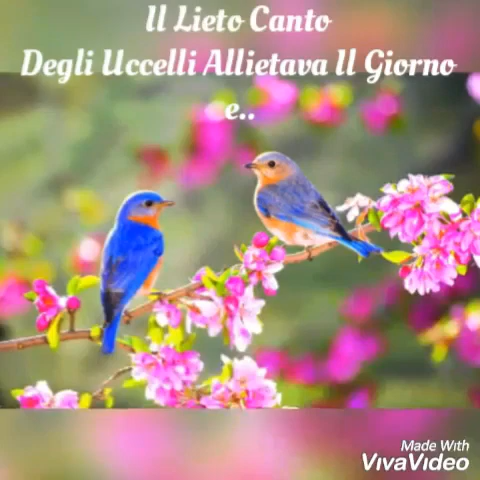 Il Lieto Canto
Degli Uccelli Allietava Il Giorno
e..
Made With
VivaVideo